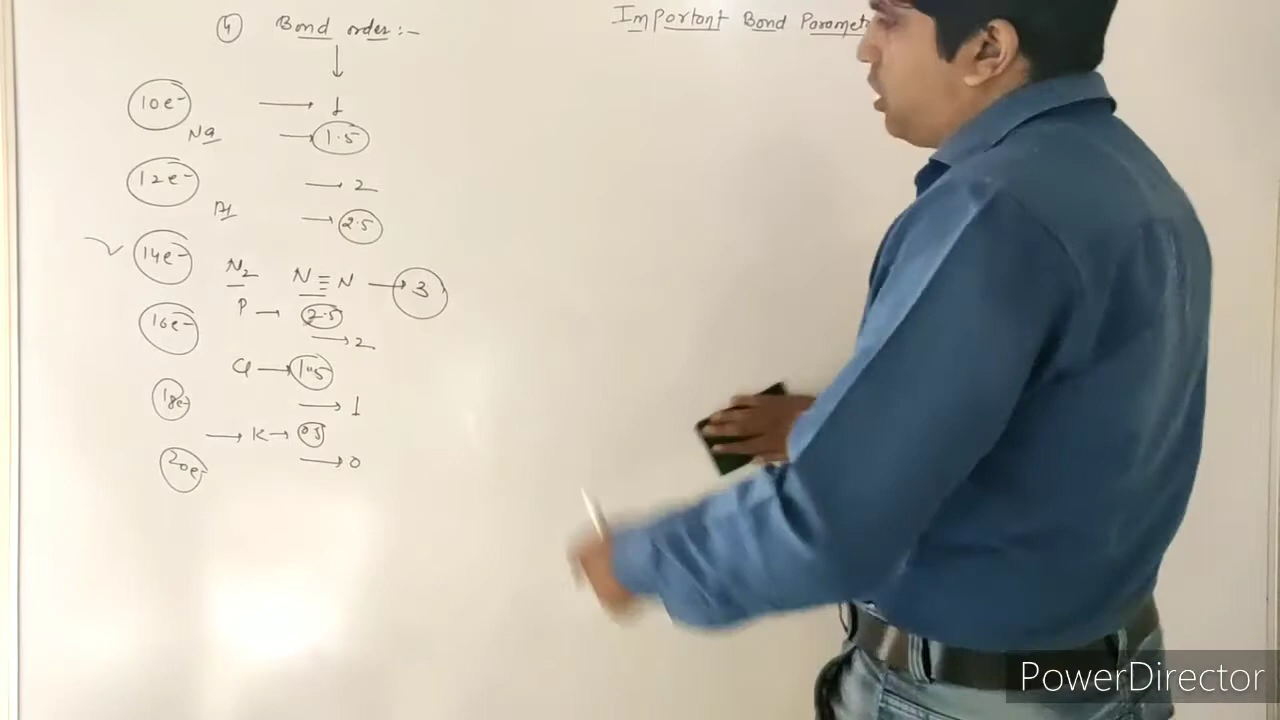 ④ Bond order:-
Important Bond Paramet
↓
10e⁻ → 1
Na → 1.5
12e⁻ → 2
Al → 2.5
14e⁻ N₂ N≡N → 3
P → 2.5
16e⁻ → 2
Cl → 1.5
18e⁻ → 1
→ K → 0.5
20e⁻ → 0
PowerDirector